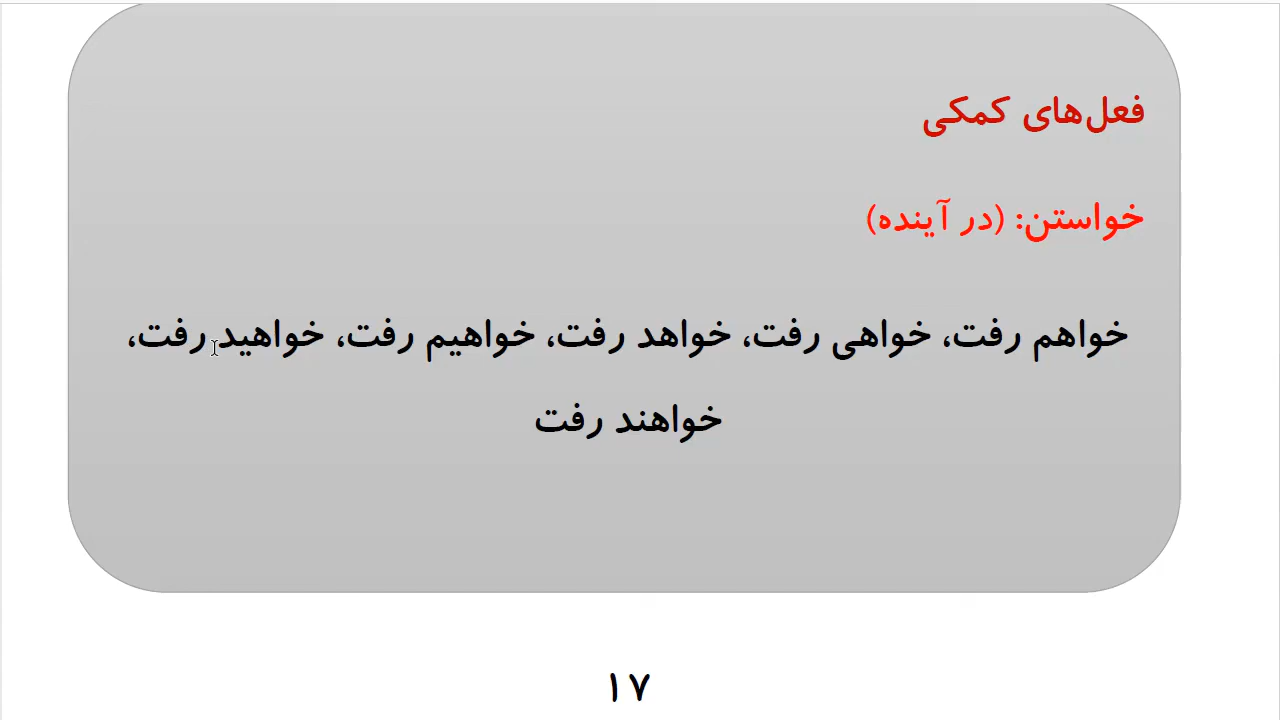 فعل‌های کمکی
خواستن: (در آینده)
خواهم رفت، خواهی رفت، خواهد رفت، خواهیم رفت، خواهید رفت،
خواهند رفت
۱۷